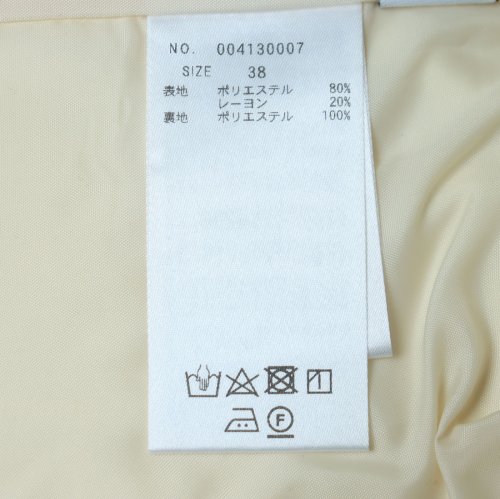 NO. 004130007
SIZE 38
表地 ポリエステル 80%
レーヨン 20%
裏地 ポリエステル 100%
F